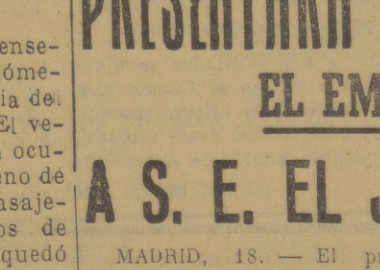 ense-
óme-
ia del
El ve-
ocu-
eno de
asaje-
os de
quedó
PRESENTARA
EL EM
A S. E. EL J
MADRID, 18. — El p